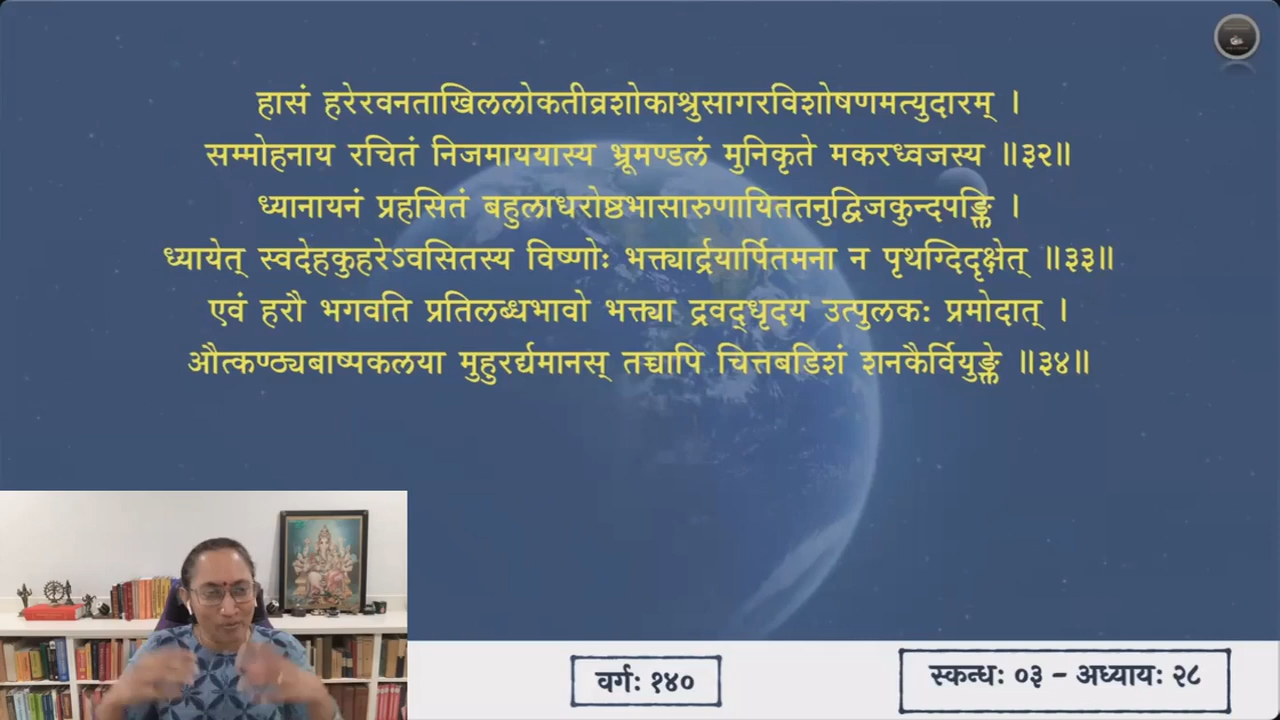 हासं हरेरवनताखिललोकतीव्रशोकाश्रुसागरविशोषणमत्युदारम् ।
सम्मोहनाय रचितं निजमाययास्य भ्रूमण्डलं मुनिकृते मकरध्वजस्य ॥३२॥
ध्यानायनं प्रहसितं बहुलाधरोष्ठभासारुणायिततनुद्विजकुन्दपङ्क्ति ।
ध्यायेत् स्वदेहकुहरेऽवसितस्य विष्णोः भक्त्यार्द्रयार्पितमना न पृथग्दिदृक्षेत् ॥३३॥
एवं हरौ भगवति प्रतिलब्धभावो भक्त्या द्रवद्धृदय उत्पुलकः प्रमोदात् ।
औत्कण्ठ्यबाष्पकलया मुहुरर्द्यमानस् तच्चापि चित्तबडिशं शनकैर्वियुङ्क्ते ॥३४॥
वर्गः १४०
स्कन्धः ०३ - अध्यायः २८